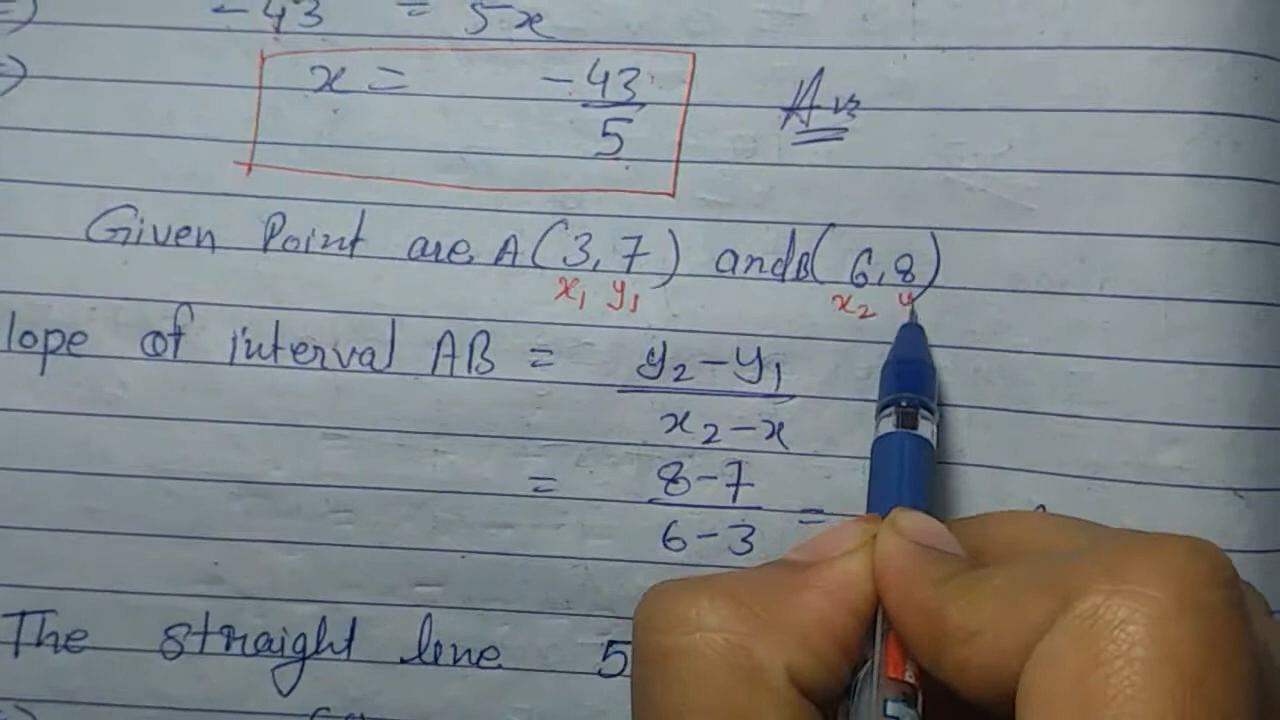 -43 = 5x
x = -43/5 Ans
Given Point are A(3,7) and B(6,8)
x₁ y₁ x₂ y
lope of interval AB = y₂-y₁
x₂-x
= 8-7
6-3 =
The straight line 5